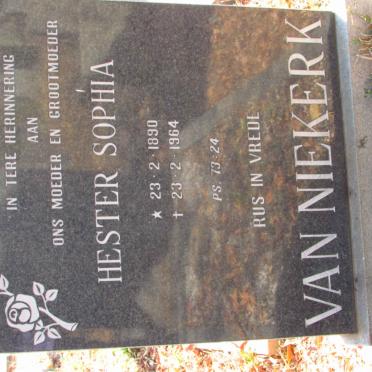 IN TERE HERINNERING
AAN
ONS MOEDER EN GROOTMOEDER
HESTER SOPHIA
★ 23·2·1890
† 23·2·1964
PS. 73:24
RUS IN VREDE
VAN NIEKERK